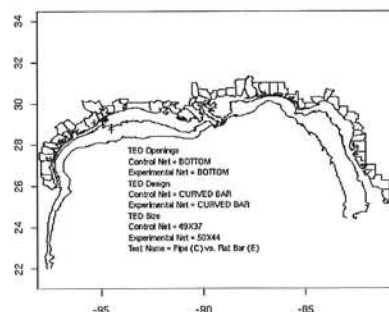 34
32
30
28
26
24
22
TED Openings
Control Net = BOTTOM
Experimental Net = BOTTOM
TED Design
Control Net = CURVED BAR
Experimental Net = CURVED BAR
TED Size
Control Net = 49X37
Experimental Net = 50X44
Test Name = Pipe (C) vs. Flat Bar (E)
-95
-90
-85